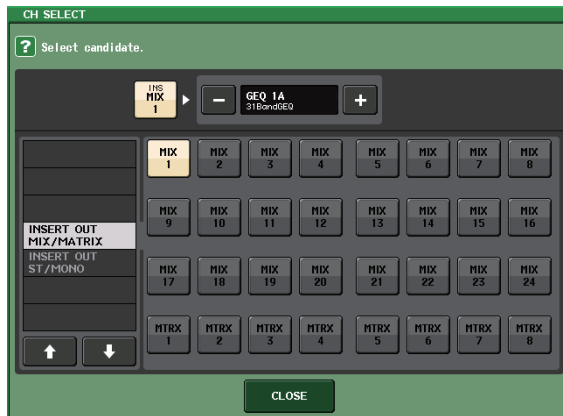 CH SELECT
? Select candidate.
INS
MIX
1
−
GEQ 1A
31BandGEQ
+
INSERT OUT
MIX/MATRIX
INSERT OUT
ST/MONO
MIX MIX MIX MIX MIX MIX MIX MIX
1 2 3 4 5 6 7 8
MIX MIX MIX MIX MIX MIX MIX MIX
9 10 11 12 13 14 15 16
MIX MIX MIX MIX MIX MIX MIX MIX
17 18 19 20 21 22 23 24
MTRX MTRX MTRX MTRX MTRX MTRX MTRX MTRX
1 2 3 4 5 6 7 8
CLOSE